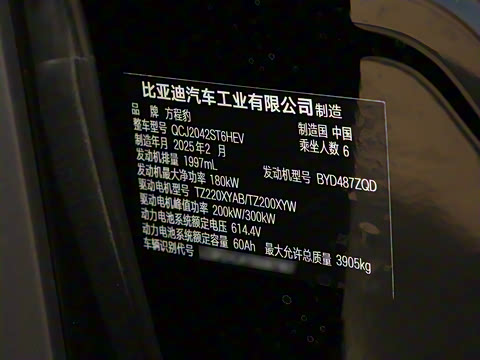 比亚迪汽车工业有限公司 制造
品 牌 方程豹 制造国 中国
整车型号 QCJ2042ST6HEV 乘坐人数 6
制造年月 2025年2 月
发动机排量 1997mL 发动机型号 BYD487ZQD
发动机最大净功率 180kW
驱动电机型号 TZ220XYAB/TZ200XYW
驱动电机峰值功率 200kW/300kW
动力电池系统额定电压 614.4V
动力电池系统额定容量 60Ah 最大允许总质量 3905kg
车辆识别代号